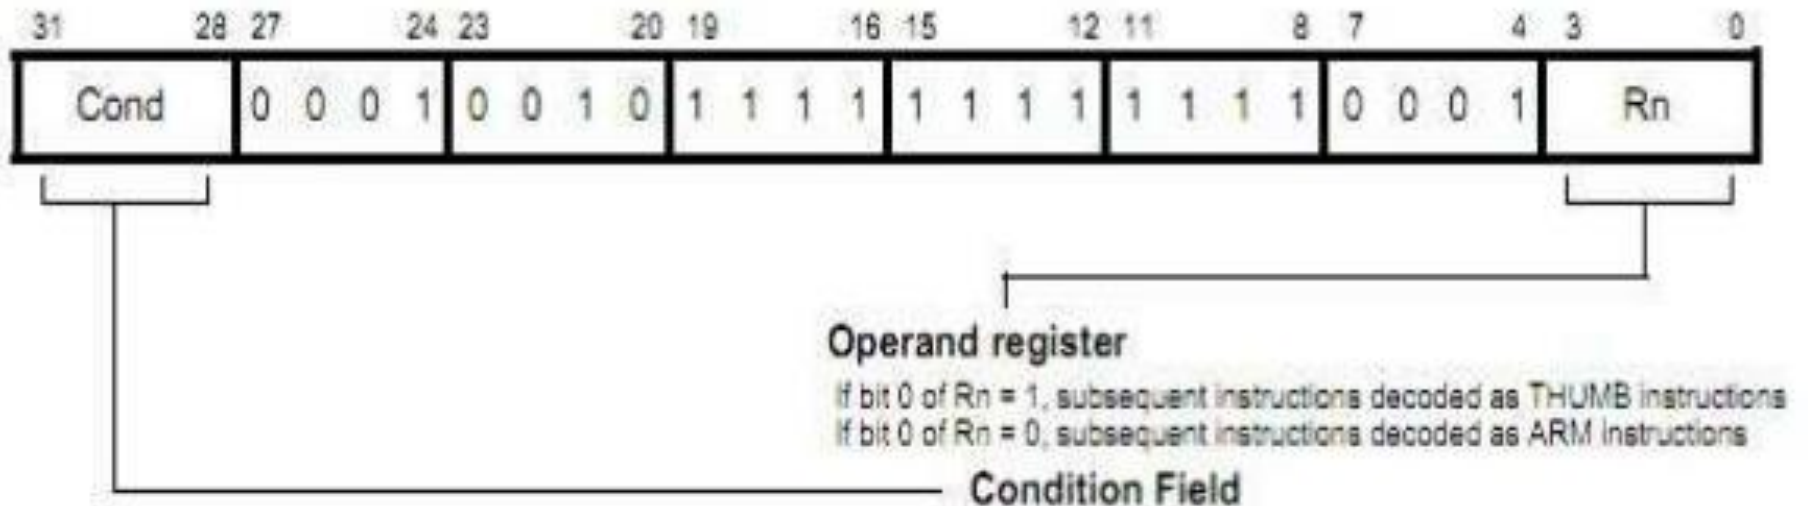 31 28 27 24 23 20 19 16 15 12 11 8 7 4 3 0
Cond 0 0 0 1 0 0 1 0 1 1 1 1 1 1 1 1 1 1 1 1 0 0 0 1 Rn
Operand register
If bit 0 of Rn = 1, subsequent instructions decoded as THUMB instructions
If bit 0 of Rn = 0, subsequent instructions decoded as ARM instructions
Condition Field